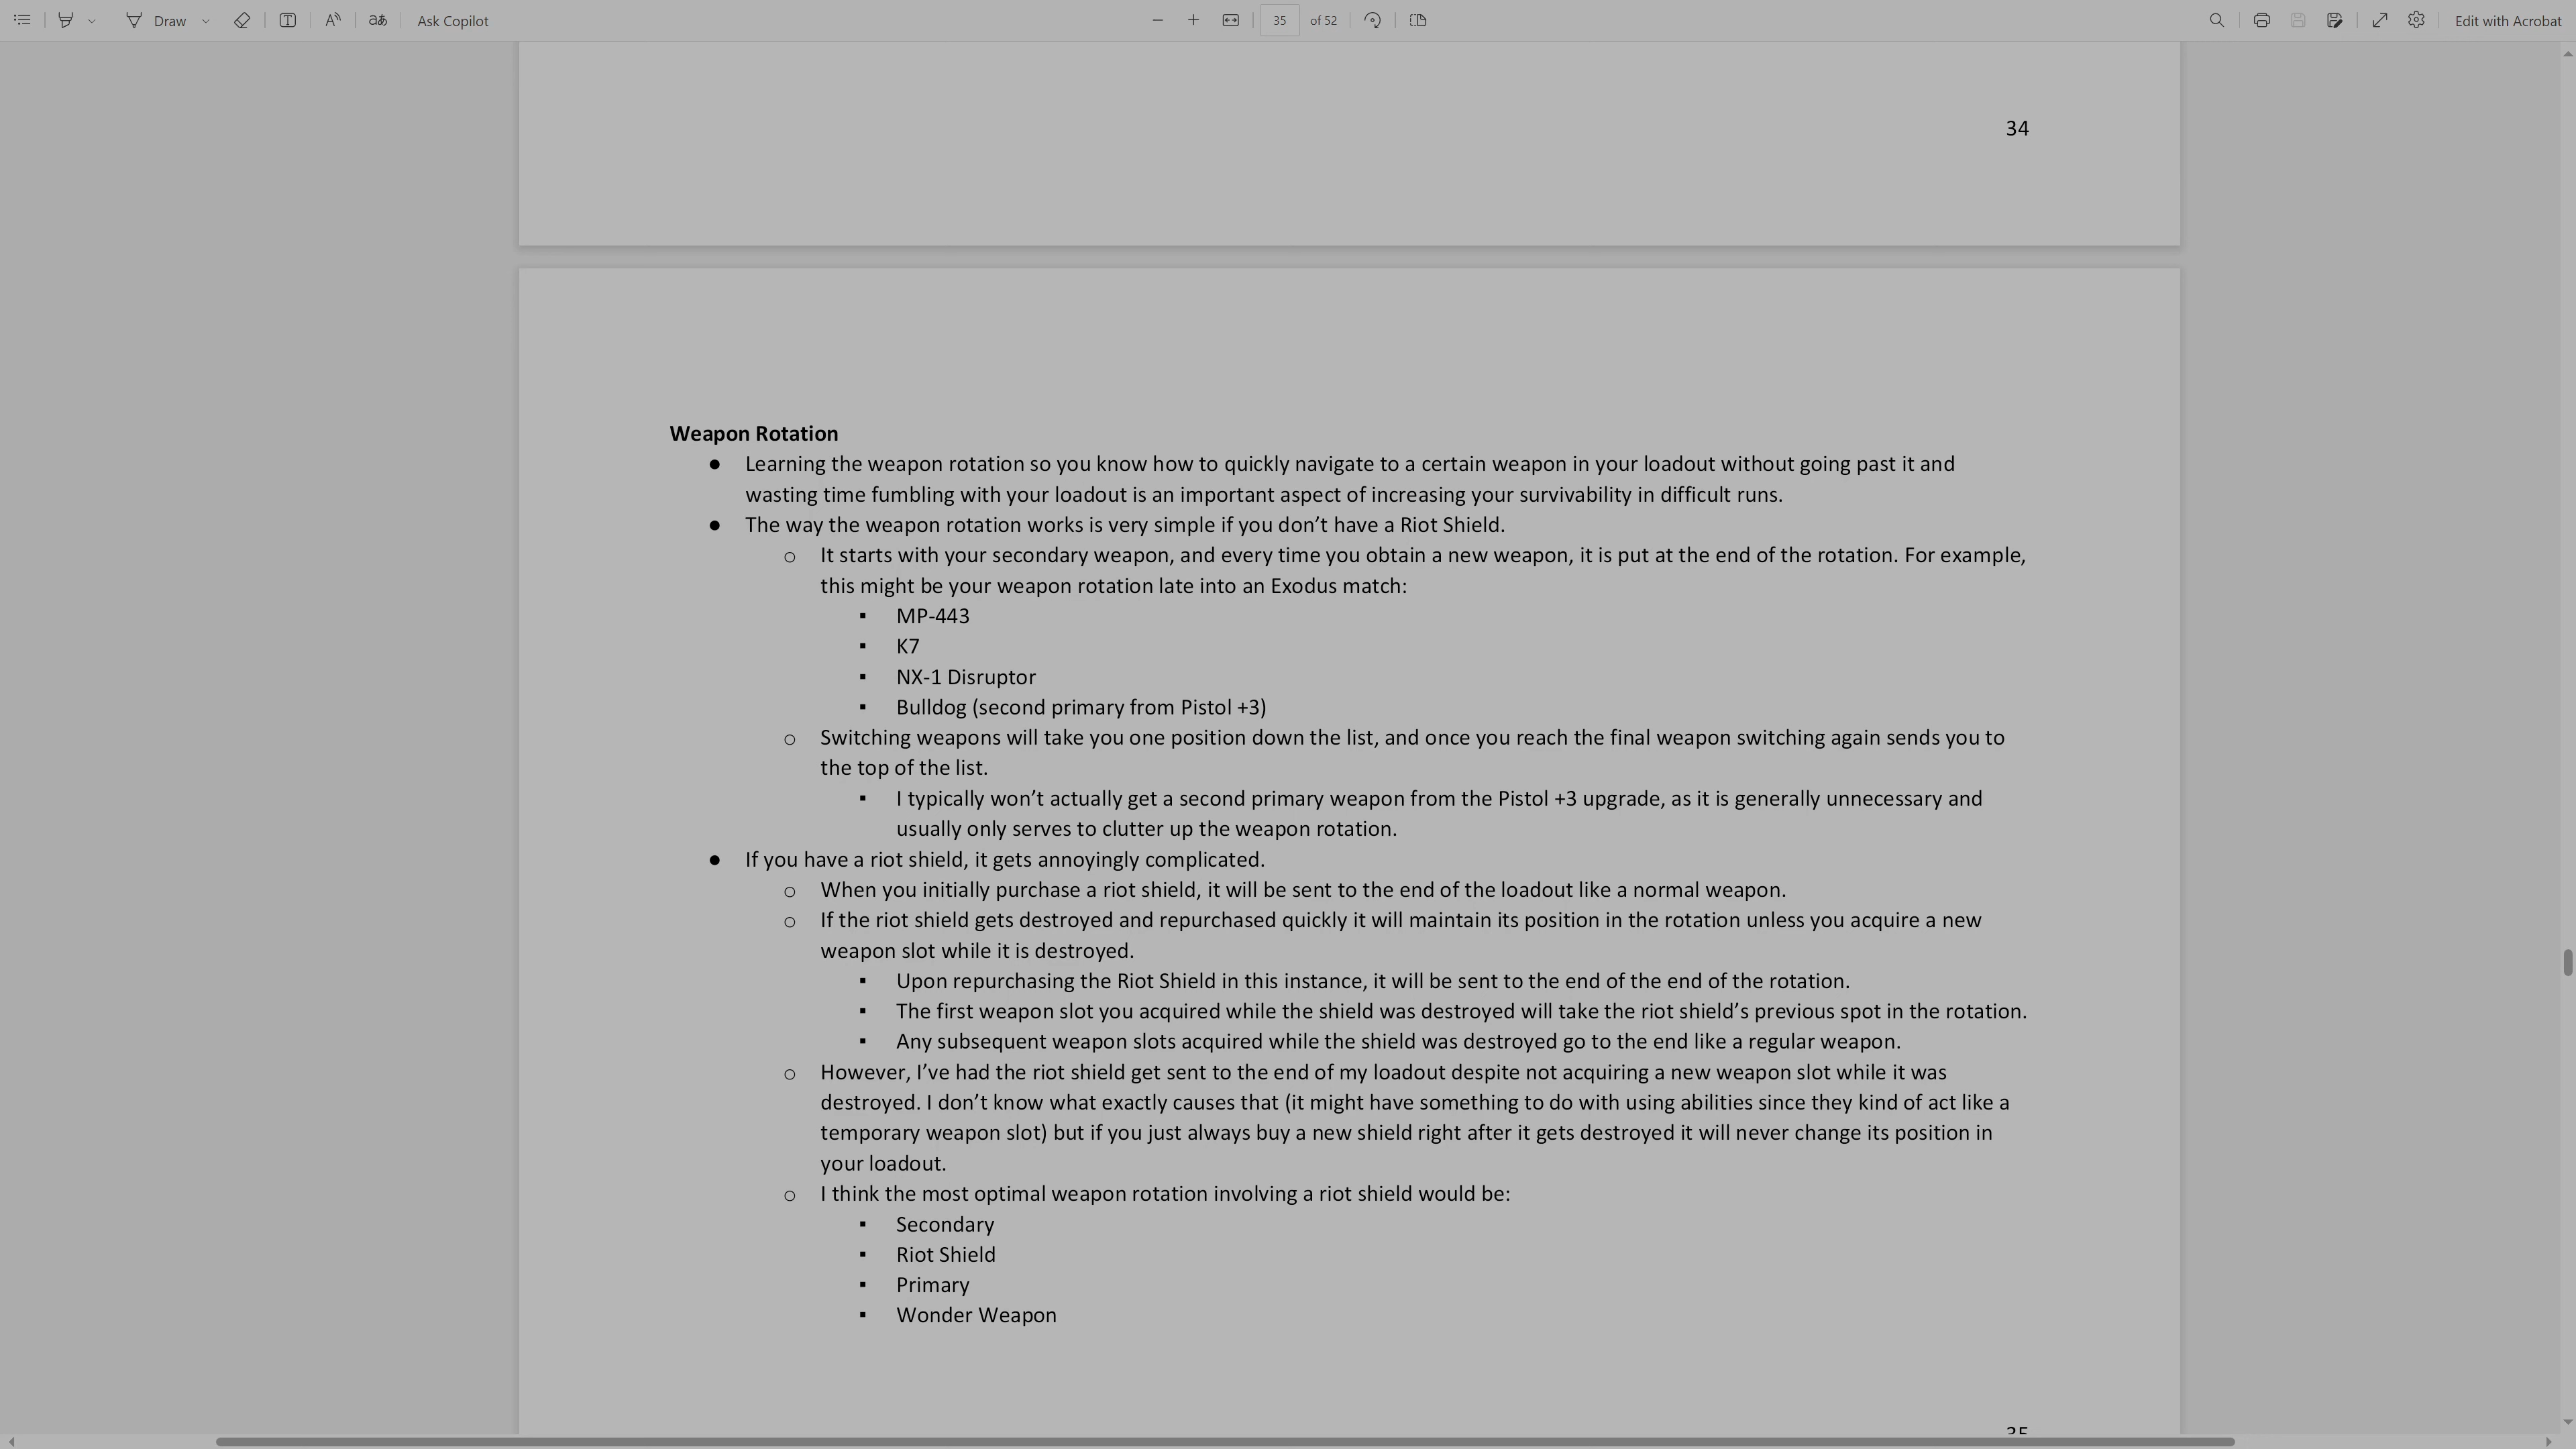 Draw
Ask Copilot
35 of 52
Edit with Acrobat
34
Weapon Rotation
● Learning the weapon rotation so you know how to quickly navigate to a certain weapon in your loadout without going past it and
wasting time fumbling with your loadout is an important aspect of increasing your survivability in difficult runs.
● The way the weapon rotation works is very simple if you don’t have a Riot Shield.
○ It starts with your secondary weapon, and every time you obtain a new weapon, it is put at the end of the rotation. For example,
this might be your weapon rotation late into an Exodus match:
▪ MP-443
▪ K7
▪ NX-1 Disruptor
▪ Bulldog (second primary from Pistol +3)
○ Switching weapons will take you one position down the list, and once you reach the final weapon switching again sends you to
the top of the list.
▪ I typically won’t actually get a second primary weapon from the Pistol +3 upgrade, as it is generally unnecessary and
usually only serves to clutter up the weapon rotation.
● If you have a riot shield, it gets annoyingly complicated.
○ When you initially purchase a riot shield, it will be sent to the end of the loadout like a normal weapon.
○ If the riot shield gets destroyed and repurchased quickly it will maintain its position in the rotation unless you acquire a new
weapon slot while it is destroyed.
▪ Upon repurchasing the Riot Shield in this instance, it will be sent to the end of the end of the rotation.
▪ The first weapon slot you acquired while the shield was destroyed will take the riot shield’s previous spot in the rotation.
▪ Any subsequent weapon slots acquired while the shield was destroyed go to the end like a regular weapon.
○ However, I’ve had the riot shield get sent to the end of my loadout despite not acquiring a new weapon slot while it was
destroyed. I don’t know what exactly causes that (it might have something to do with using abilities since they kind of act like a
temporary weapon slot) but if you just always buy a new shield right after it gets destroyed it will never change its position in
your loadout.
○ I think the most optimal weapon rotation involving a riot shield would be:
▪ Secondary
▪ Riot Shield
▪ Primary
▪ Wonder Weapon
35